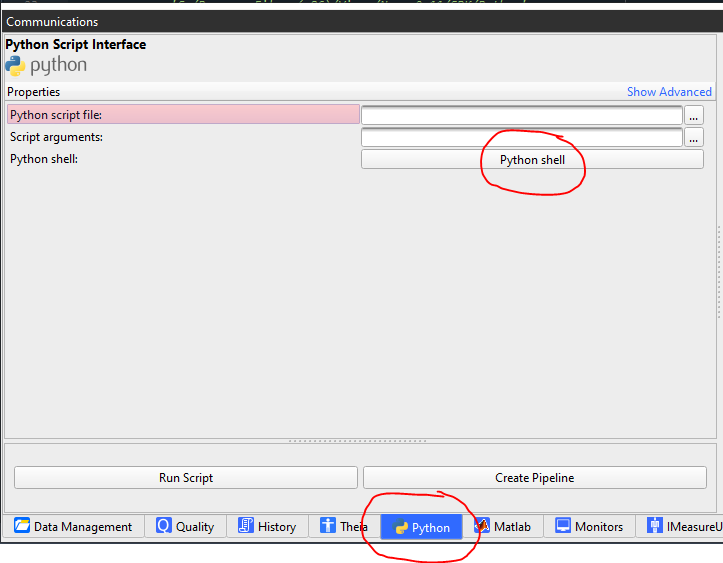 Communications
Python Script Interface
python
Properties Show Advanced
Python script file: ...
Script arguments: ...
Python shell: Python shell
Run Script Create Pipeline
Data Management Quality History Theia Python Matlab Monitors IMeasureU